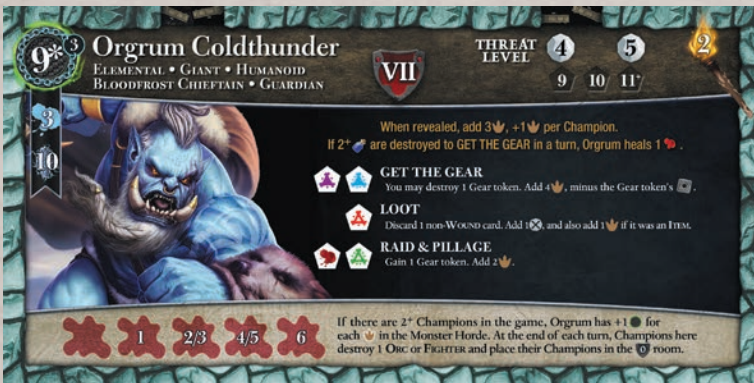 9* 3 Orgrum Coldthunder
ELEMENTAL • GIANT • HUMANOID
BLOODFROST CHIEFTAIN • GUARDIAN
VII
THREAT LEVEL 4 5
9 10 11+
2
3
10
When revealed, add 3, +1 per Champion.
If 2+ are destroyed to GET THE GEAR in a turn, Orgrum heals 1.
GET THE GEAR
You may destroy 1 Gear token. Add 4, minus the Gear token's.
LOOT
Discard 1 non-WOUND card. Add 1, and also add 1 if it was an ITEM.
RAID & PILLAGE
Gain 1 Gear token. Add 2.
1 2/3 4/5 6
If there are 2+ Champions in the game, Orgrum has +1 for
each in the Monster Horde. At the end of each turn, Champions here
destroy 1 ORC or FIGHTER and place their Champions in the 0 room.